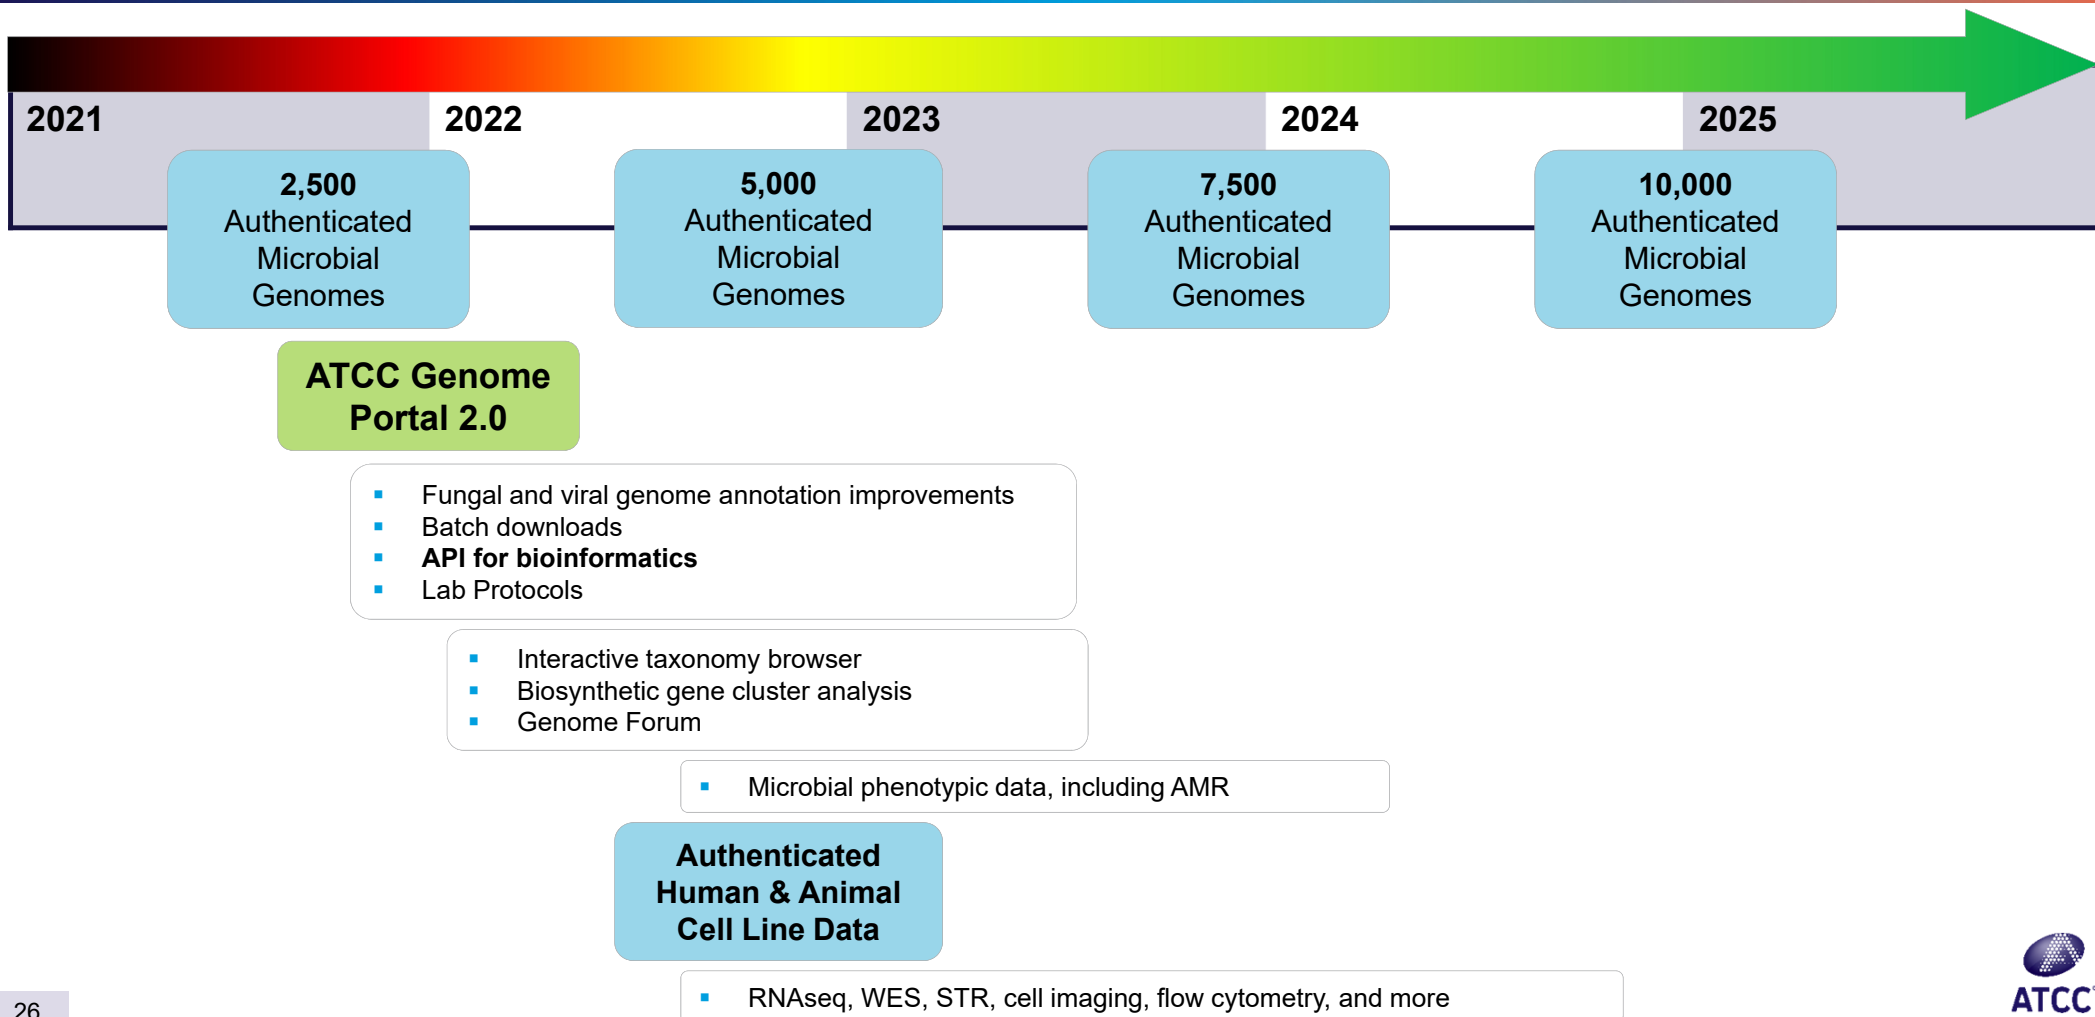 2021
2022
2023
2024
2025
2,500
Authenticated
Microbial
Genomes
5,000
Authenticated
Microbial
Genomes
7,500
Authenticated
Microbial
Genomes
10,000
Authenticated
Microbial
Genomes
ATCC Genome
Portal 2.0
▪ Fungal and viral genome annotation improvements
▪ Batch downloads
▪ API for bioinformatics
▪ Lab Protocols
▪ Interactive taxonomy browser
▪ Biosynthetic gene cluster analysis
▪ Genome Forum
▪ Microbial phenotypic data, including AMR
Authenticated
Human & Animal
Cell Line Data
▪ RNAseq, WES, STR, cell imaging, flow cytometry, and more
26
ATCC